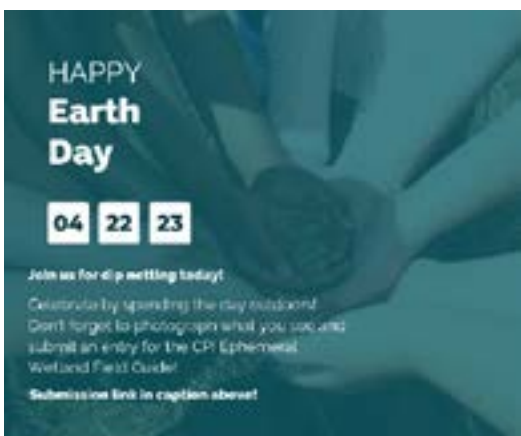 HAPPY
Earth
Day
04 22 23
Join us for dip netting today!
Celebrate by spending the day outdoors!
Don't forget to photograph what you see and
submit an entry for the CPI Ephemeral
Wetland Field Guide!
Submission link in caption above!